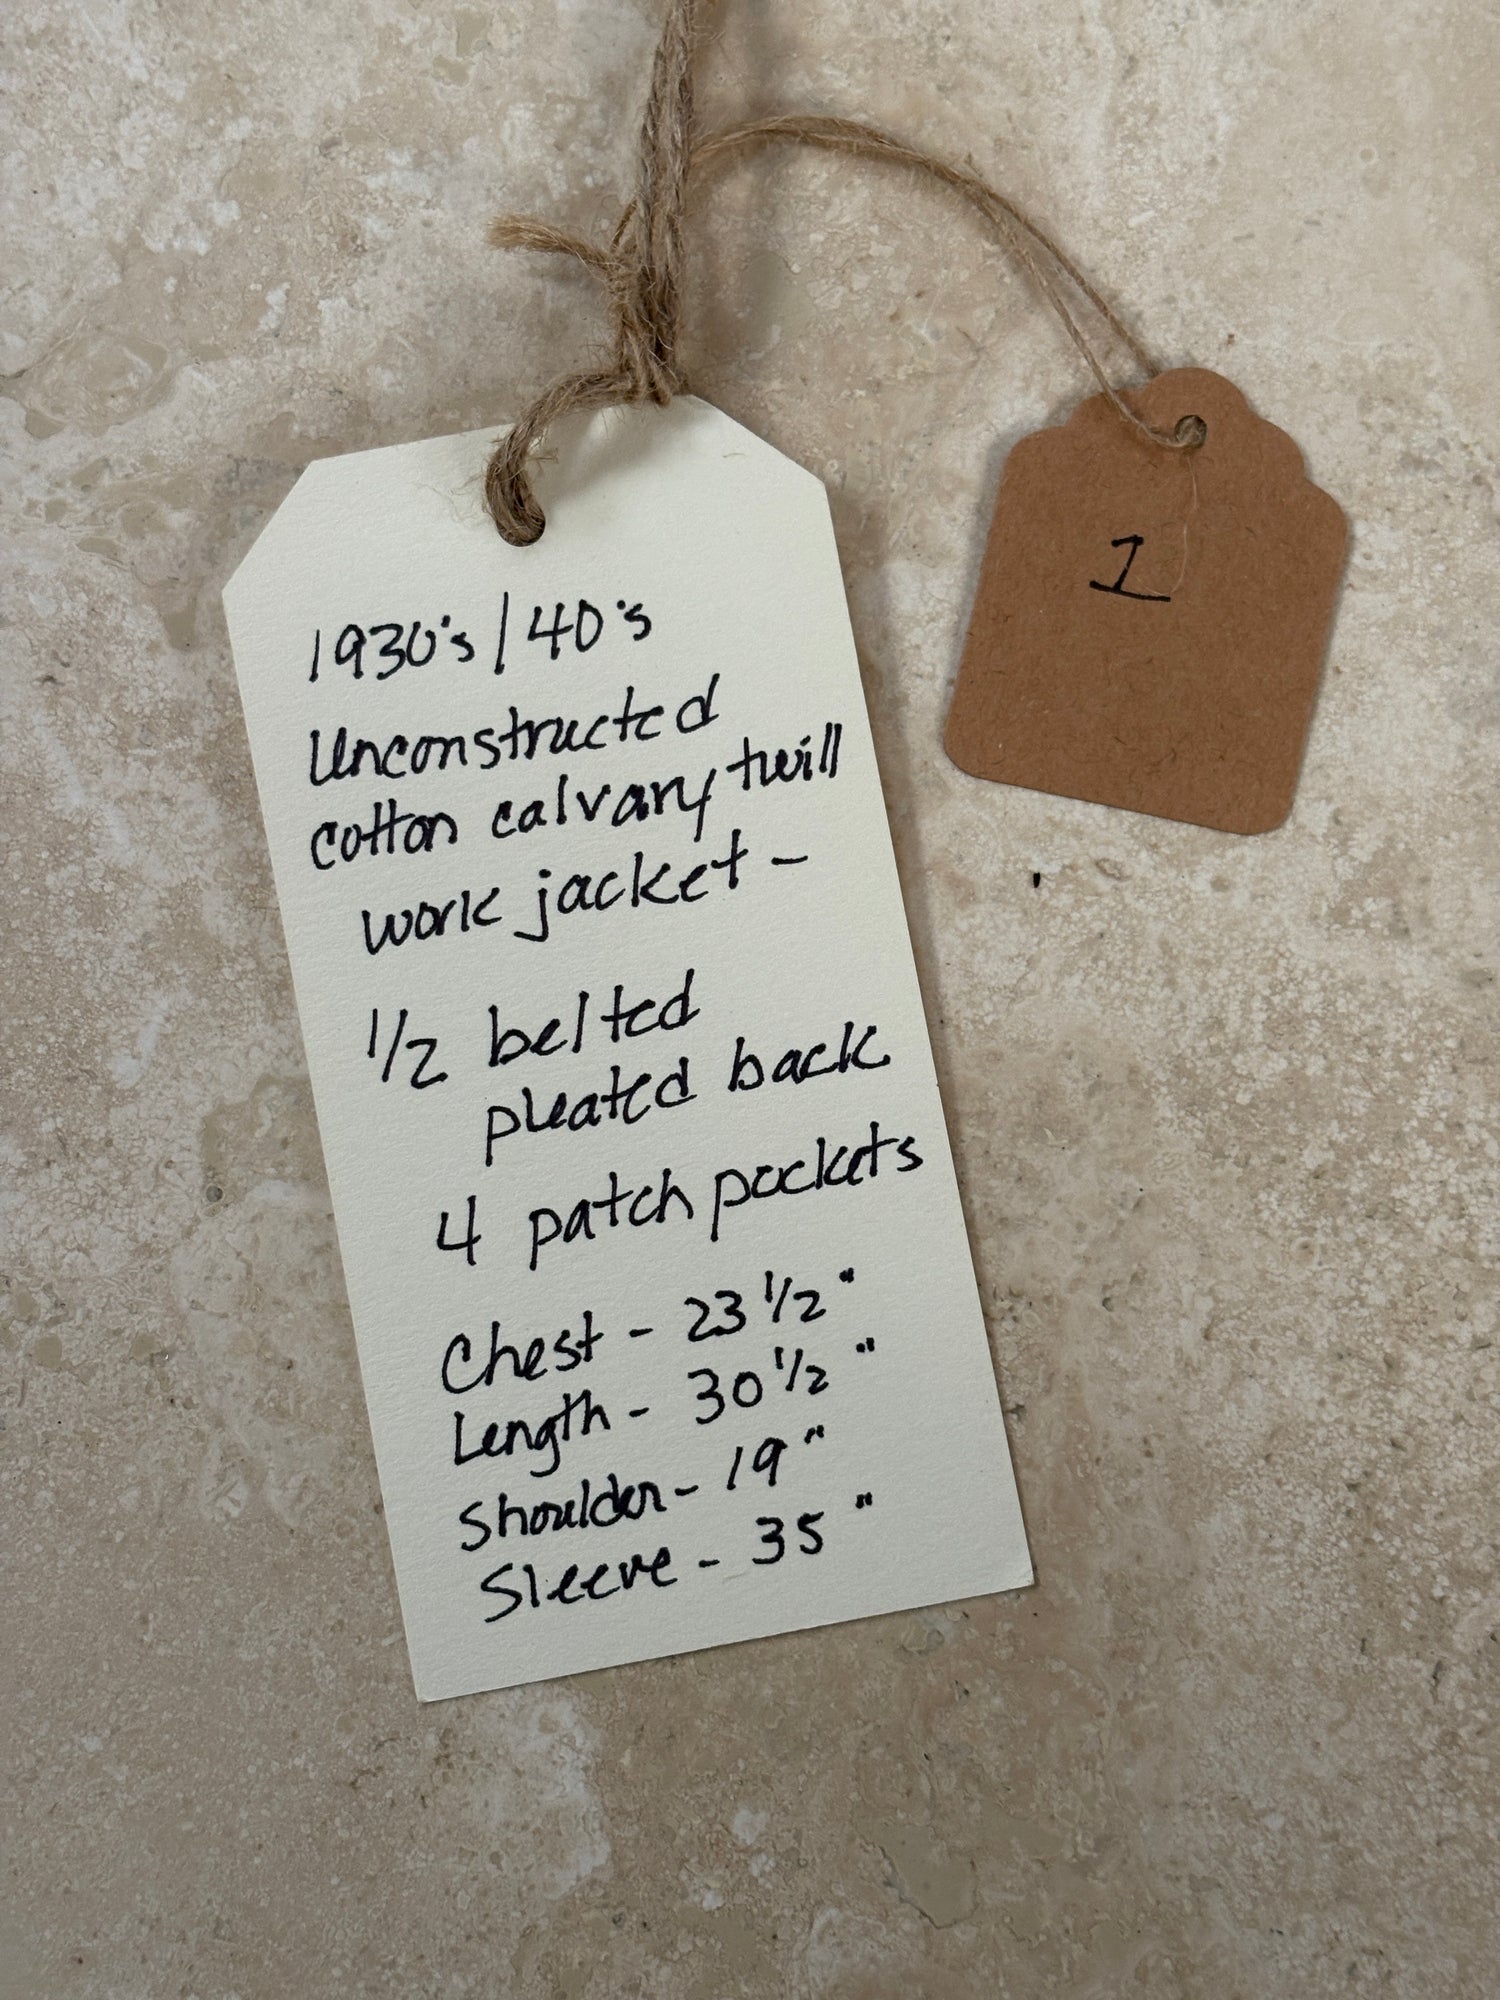 1930's / 40's
Unconstructed
cotton calvary twill
work jacket -
1/2 belted
pleated back
4 patch pockets
Chest - 23 1/2"
Length - 30 1/2"
Shoulder - 19"
Sleeve - 35"
1